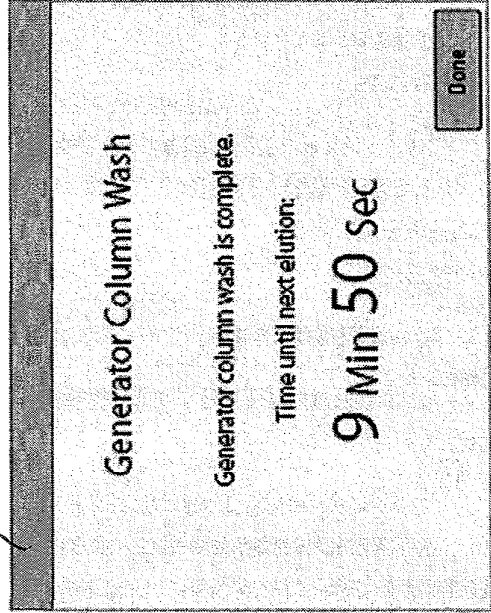 Generator Column Wash
Generator column wash is complete.
Time until next elution:
9 Min 50 Sec
Done